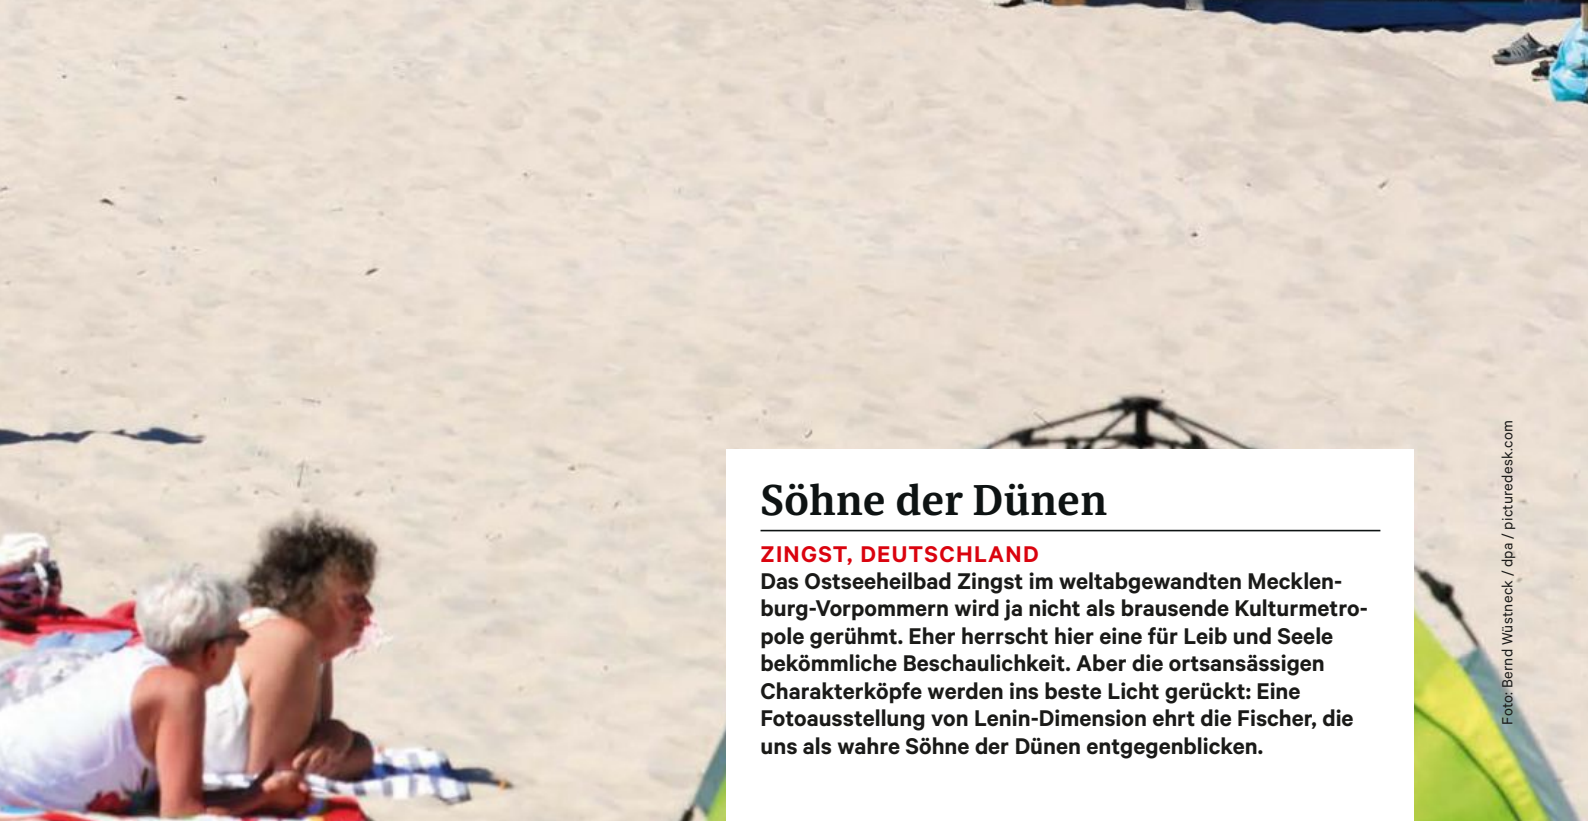 Söhne der Dünen
ZINGST, DEUTSCHLAND
Das Ostseeheilbad Zingst im weltabgewandten Mecklen-
burg-Vorpommern wird ja nicht als brausende Kulturmetro-
pole gerühmt. Eher herrscht hier eine für Leib und Seele
bekömmliche Beschaulichkeit. Aber die ortsansässigen
Charakterköpfe werden ins beste Licht gerückt: Eine
Fotoausstellung von Lenin-Dimension ehrt die Fischer, die
uns als wahre Söhne der Dünen entgegenblicken.
Foto: Bernd Wüstneck / dpa / picturedesk.com